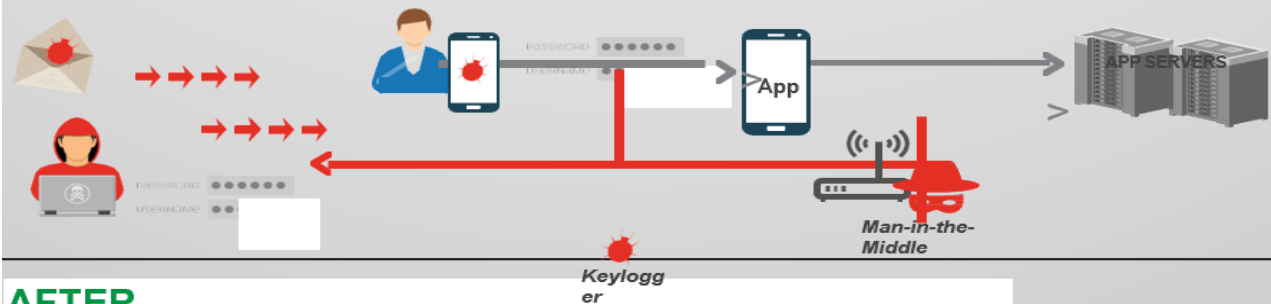 PASSWORD
USERNAME
App
APP SERVERS
PASSWORD
USERNAME
Man-in-the-
Middle
Keylogg
er
AFTER